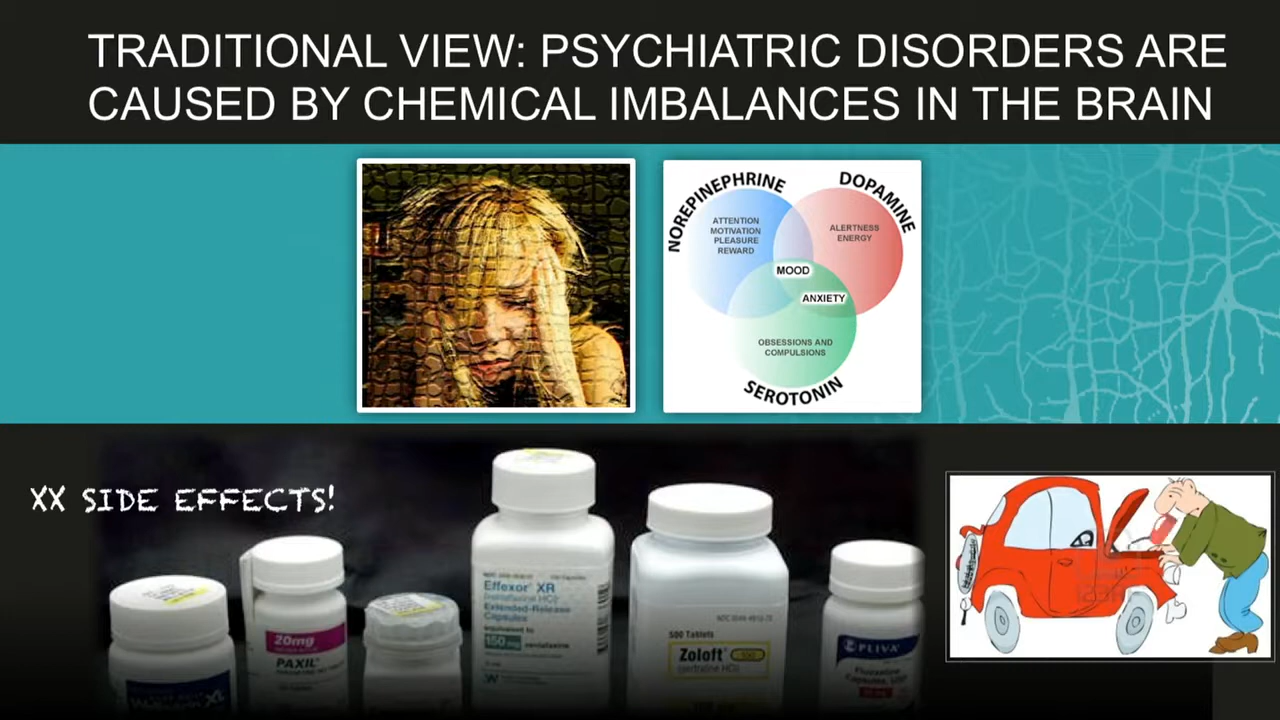 TRADITIONAL VIEW: PSYCHIATRIC DISORDERS ARE
CAUSED BY CHEMICAL IMBALANCES IN THE BRAIN
NOREPINEPHRINE
DOPAMINE
ATTENTION
MOTIVATION
PLEASURE
REWARD
ALERTNESS
ENERGY
MOOD
ANXIETY
OBSESSIONS AND
COMPULSIONS
SEROTONIN
XX SIDE EFFECTS!
20mg
PAXIL
Effexor XR
Extended-Release
Capsules
150 mg
500 Tablets
Zoloft
PLIVA